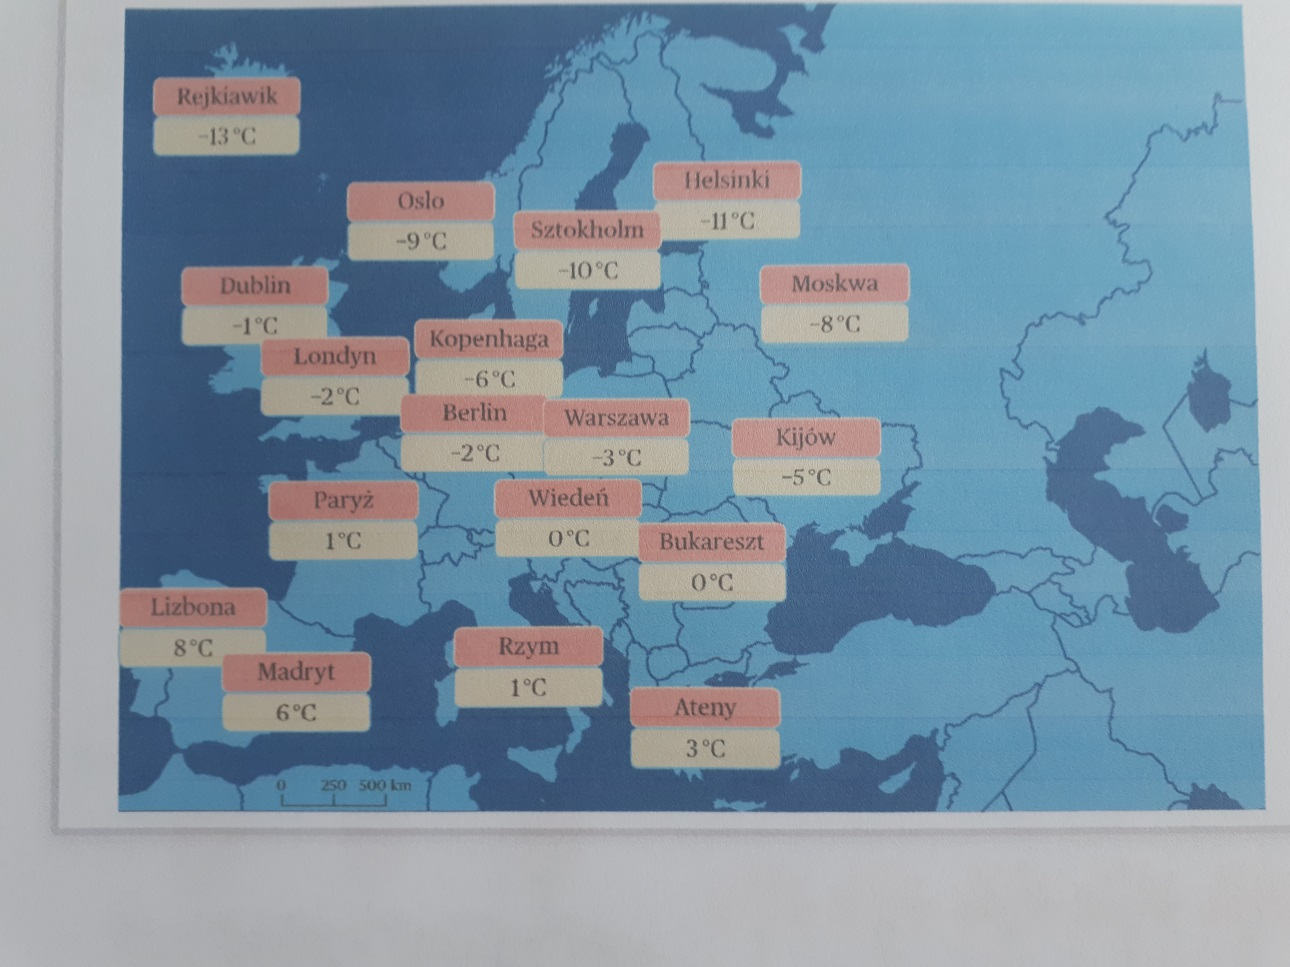 Rejkiawik
-13°C
Oslo
-9°C
Sztokholm
-10°C
Helsinki
-11°C
Dublin
-1°C
Moskwa
-8°C
Londyn
-2°C
Kopenhaga
-6°C
Berlin
-2°C
Warszawa
-3°C
Kijów
-5°C
Paryż
1°C
Wiedeń
0°C
Bukareszt
0°C
Lizbona
8°C
Madryt
6°C
Rzym
1°C
Ateny
3°C
0 250 500 km